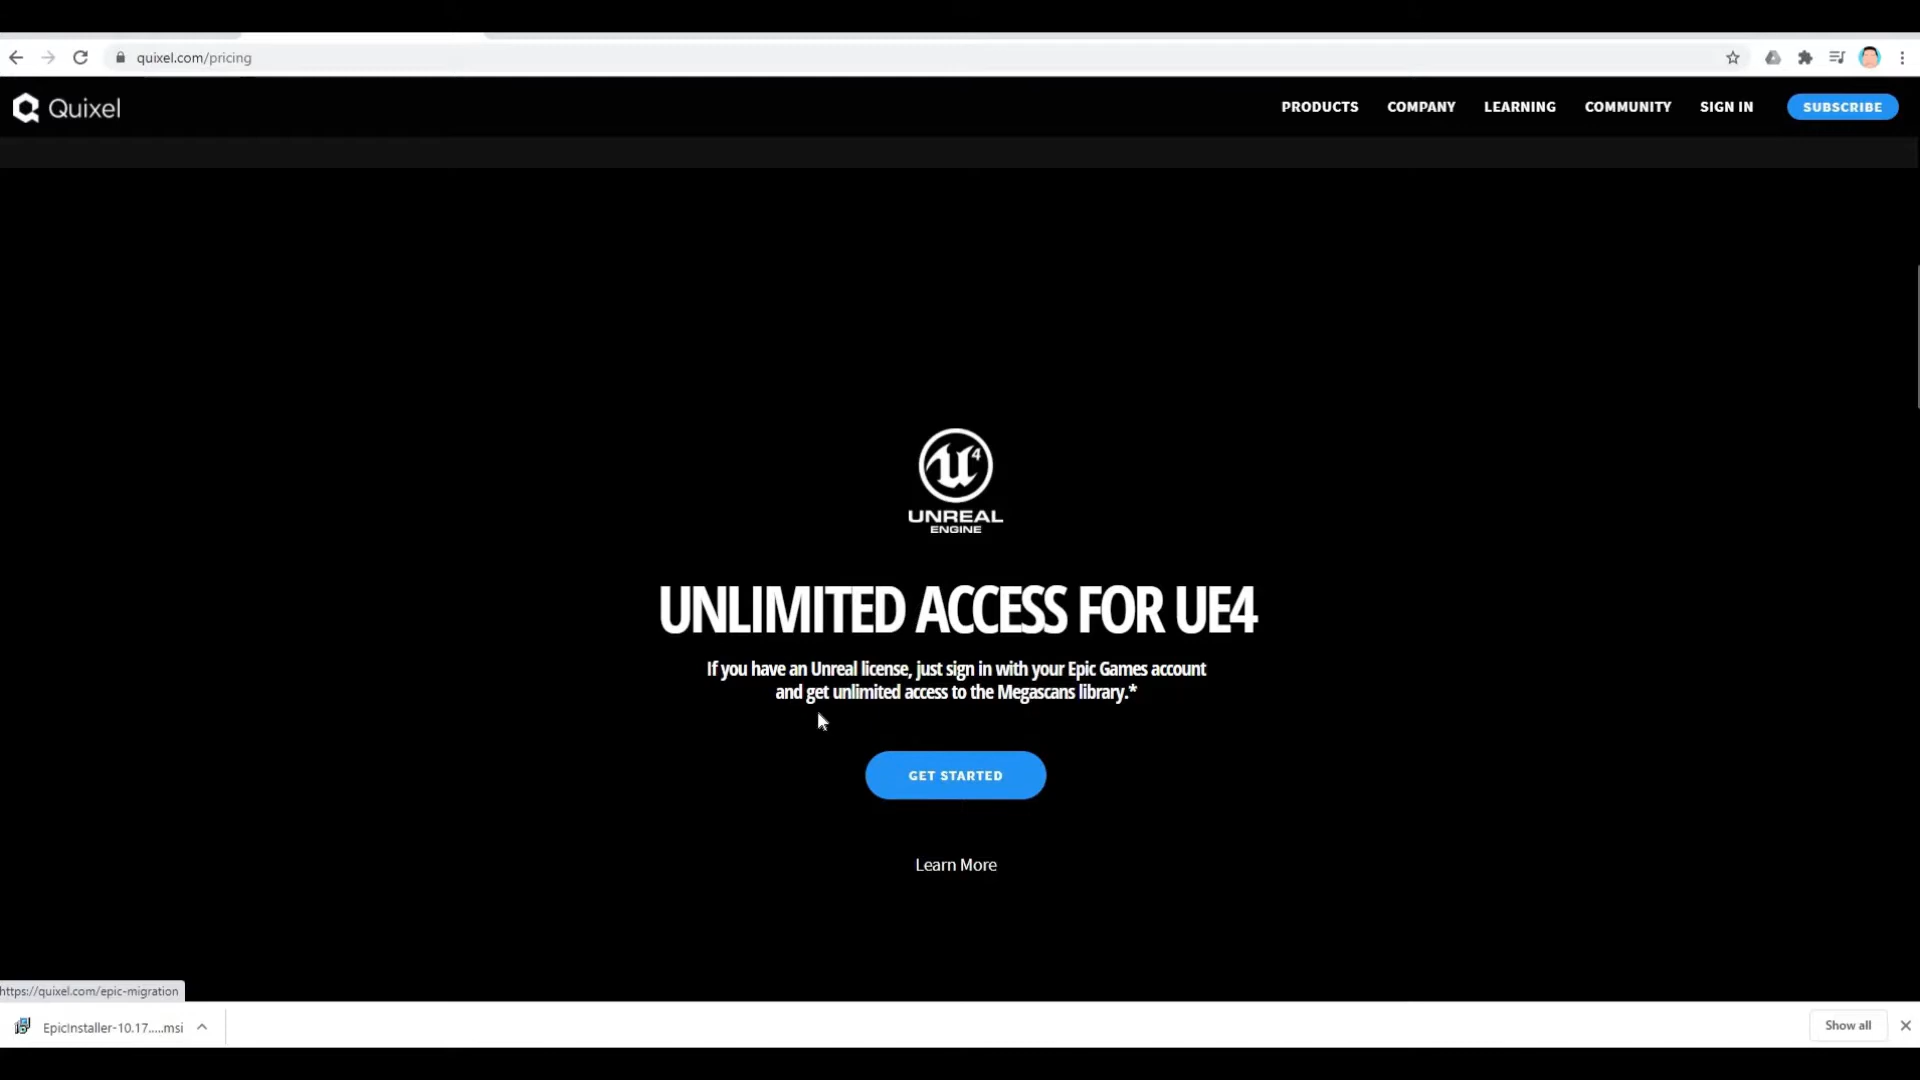 quixel.com/pricing
Quixel
PRODUCTS
COMPANY
LEARNING
COMMUNITY
SIGN IN
SUBSCRIBE
U4
UNREAL
ENGINE
UNLIMITED ACCESS FOR UE4
If you have an Unreal license, just sign in with your Epic Games account
and get unlimited access to the Megascans library.*
GET STARTED
Learn More
https://quixel.com/epic-migration
EpicInstaller-10.17.....msi
Show all